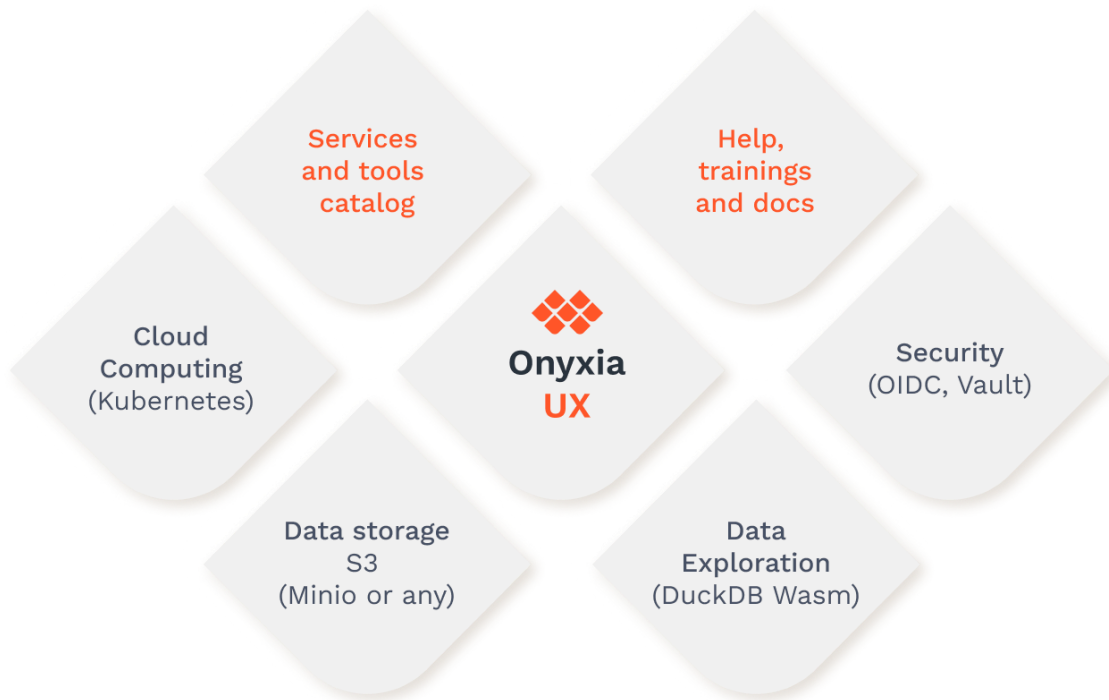 Services
and tools
catalog
Help,
trainings
and docs
Cloud
Computing
(Kubernetes)
Onyxia
UX
Security
(OIDC, Vault)
Data storage
S3
(Minio or any)
Data
Exploration
(DuckDB Wasm)